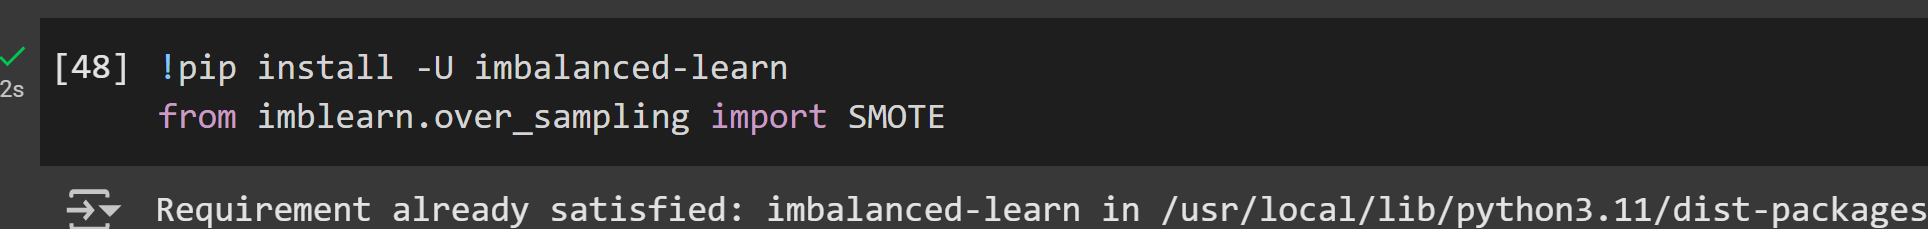 [48] !pip install -U imbalanced-learn
2s
from imblearn.over_sampling import SMOTE
Requirement already satisfied: imbalanced-learn in /usr/local/lib/python3.11/dist-packages